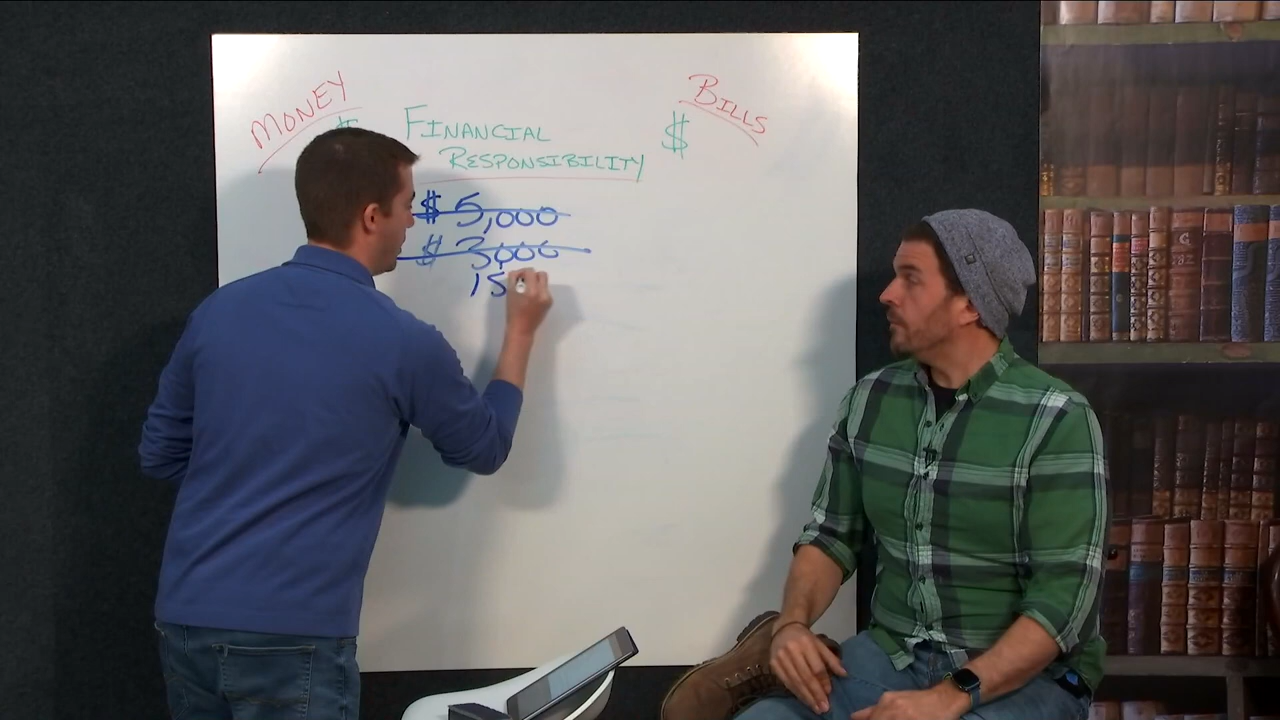 MONEY
$
FINANCIAL
RESPONSIBILITY
BILLS
$
$ 5,000
$ 3,000
15